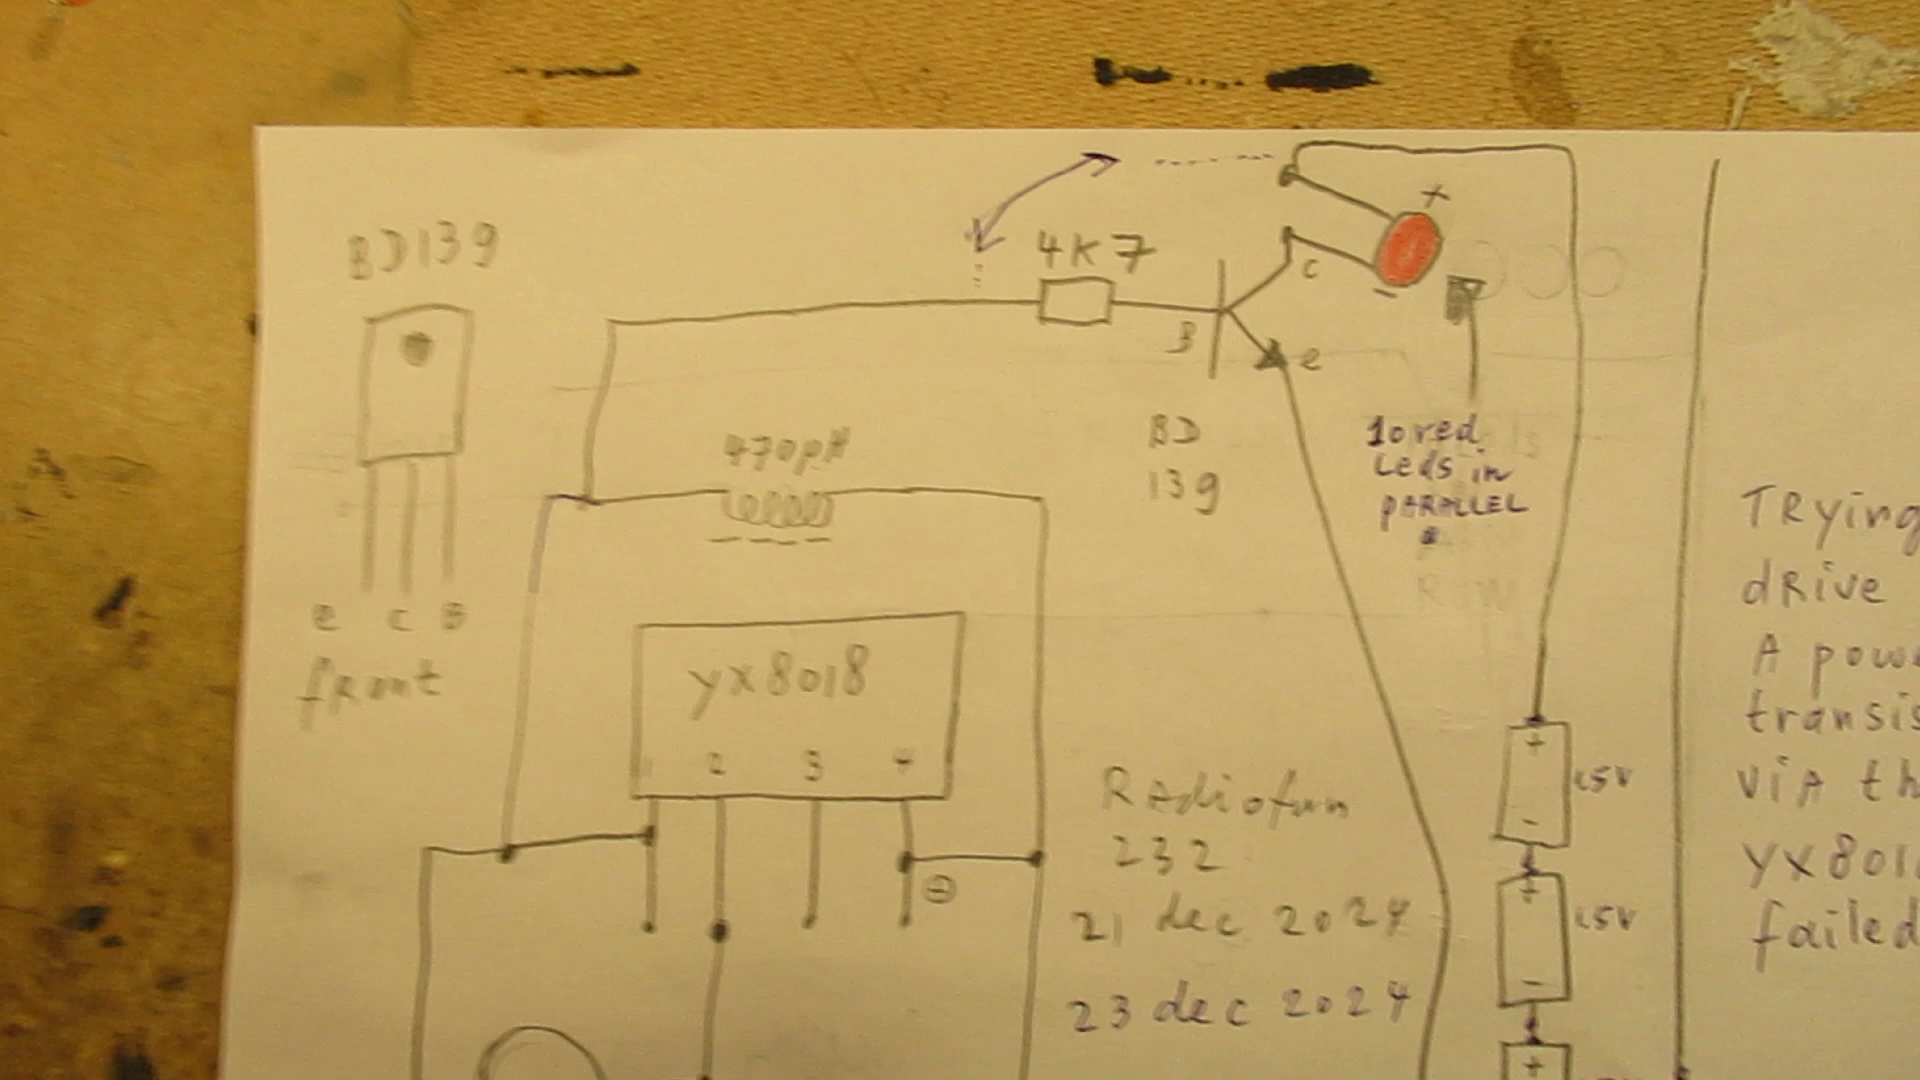 BD139
e c B
front
4K7
B
c
e
+
-
BD
139
10 red
Leds in
PARALLEL
470µH
yx8018
2 3 4
+
Radiofun
232
21 dec 2024
23 dec 2024
+
-
1.5V
+
-
1.5V
+
TRying
dRive
A pow
transis
viA th
yx801
failed